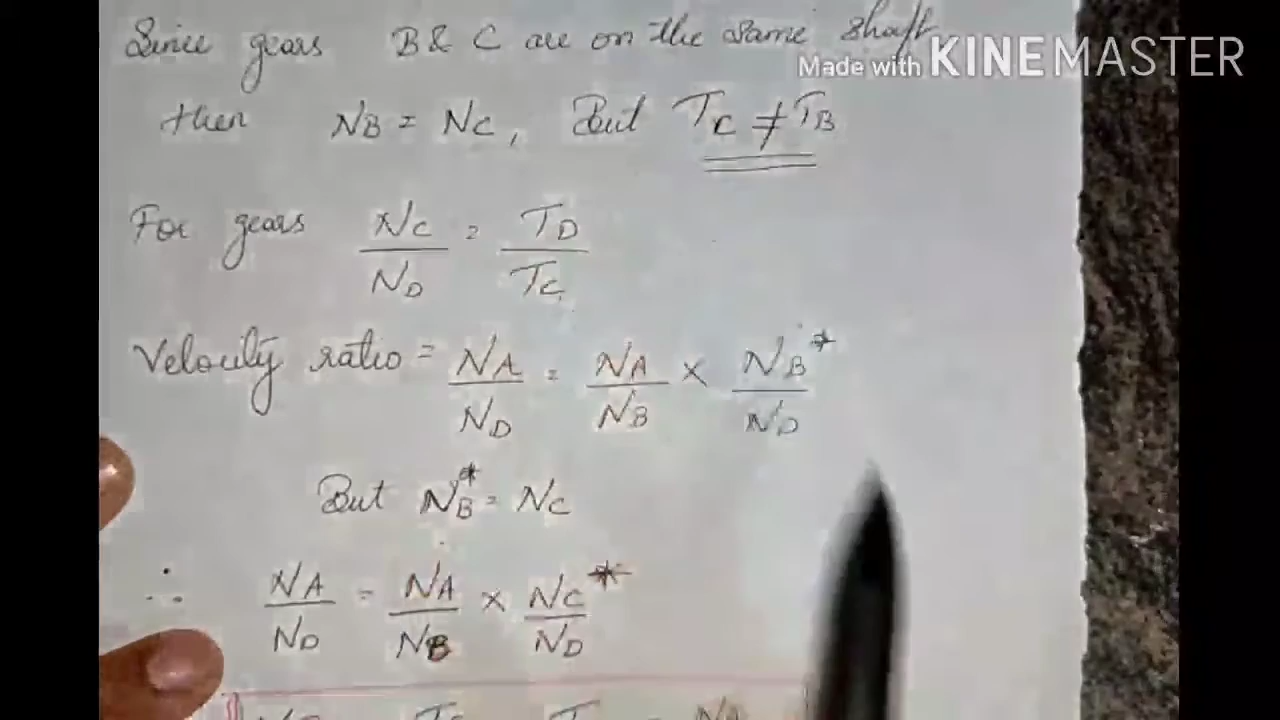 Since gears B & C are on the same shaft
Made with KINEMASTER
then NB = NC, But TC ≠ TB
For gears NC/ND = TD/TC
Velocity ratio = NA/ND = NA/NB × NB*/ND
But NB* = NC
∴ NA/ND = NA/NB × NC*/ND